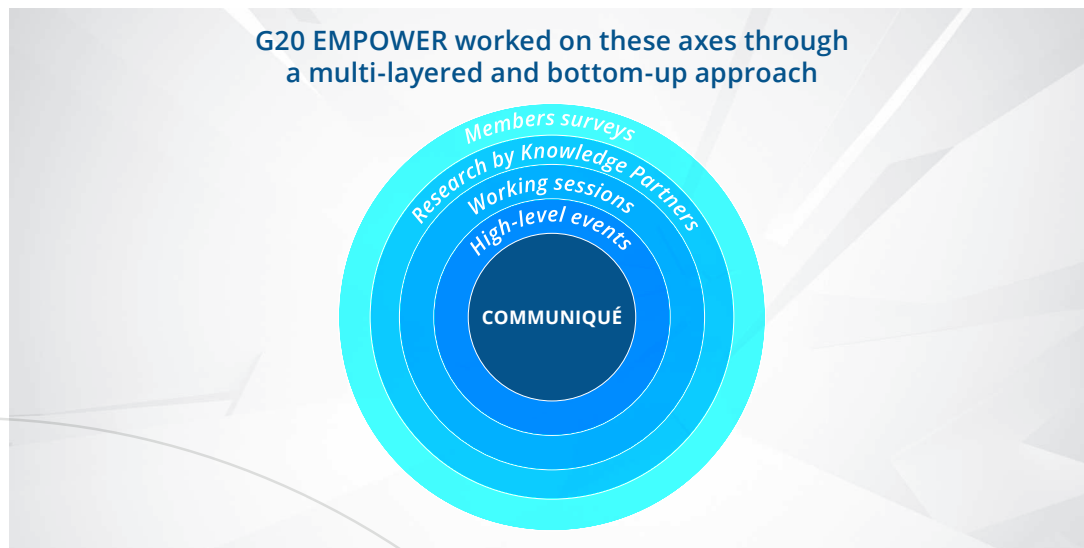 G20 EMPOWER worked on these axes through
a multi-layered and bottom-up approach
Members surveys
Research by Knowledge Partners
Working sessions
High-level events
COMMUNIQUÉ